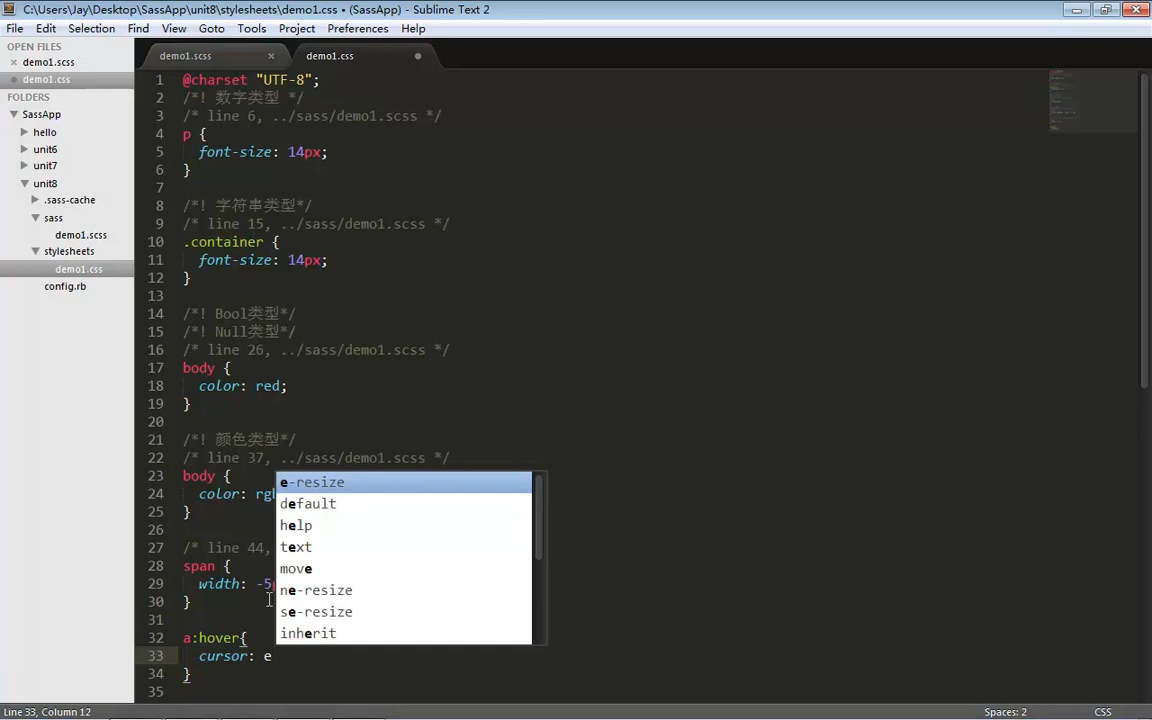 C:\Users\Jay\Desktop\SassApp\unit8\stylesheets\demo1.css • (SassApp) - Sublime Text 2
File Edit Selection Find View Goto Tools Project Preferences Help
OPEN FILES
demo1.scss
demo1.css
FOLDERS
SassApp
hello
unit6
unit7
unit8
.sass-cache
sass
demo1.scss
stylesheets
demo1.css
config.rb
demo1.scss demo1.css
1 @charset "UTF-8";
2 /*! 数字类型 */
3 /* line 6, ../sass/demo1.scss */
4 p {
5 font-size: 14px;
6 }
7
8 /*! 字符串类型*/
9 /* line 15, ../sass/demo1.scss */
10 .container {
11 font-size: 14px;
12 }
13
14 /*! Bool类型*/
15 /*! Null类型*/
16 /* line 26, ../sass/demo1.scss */
17 body {
18 color: red;
19 }
20
21 /*! 颜色类型*/
22 /* line 37, ../sass/demo1.scss */
23 body {
24 color: rgb
25 }
26
27 /* line 44,
28 span {
29 width: -5
30 }
31
32 a:hover{
33 cursor: e
34 }
35
e-resize
default
help
text
move
ne-resize
se-resize
inherit
Line 33, Column 12 Spaces: 2 CSS